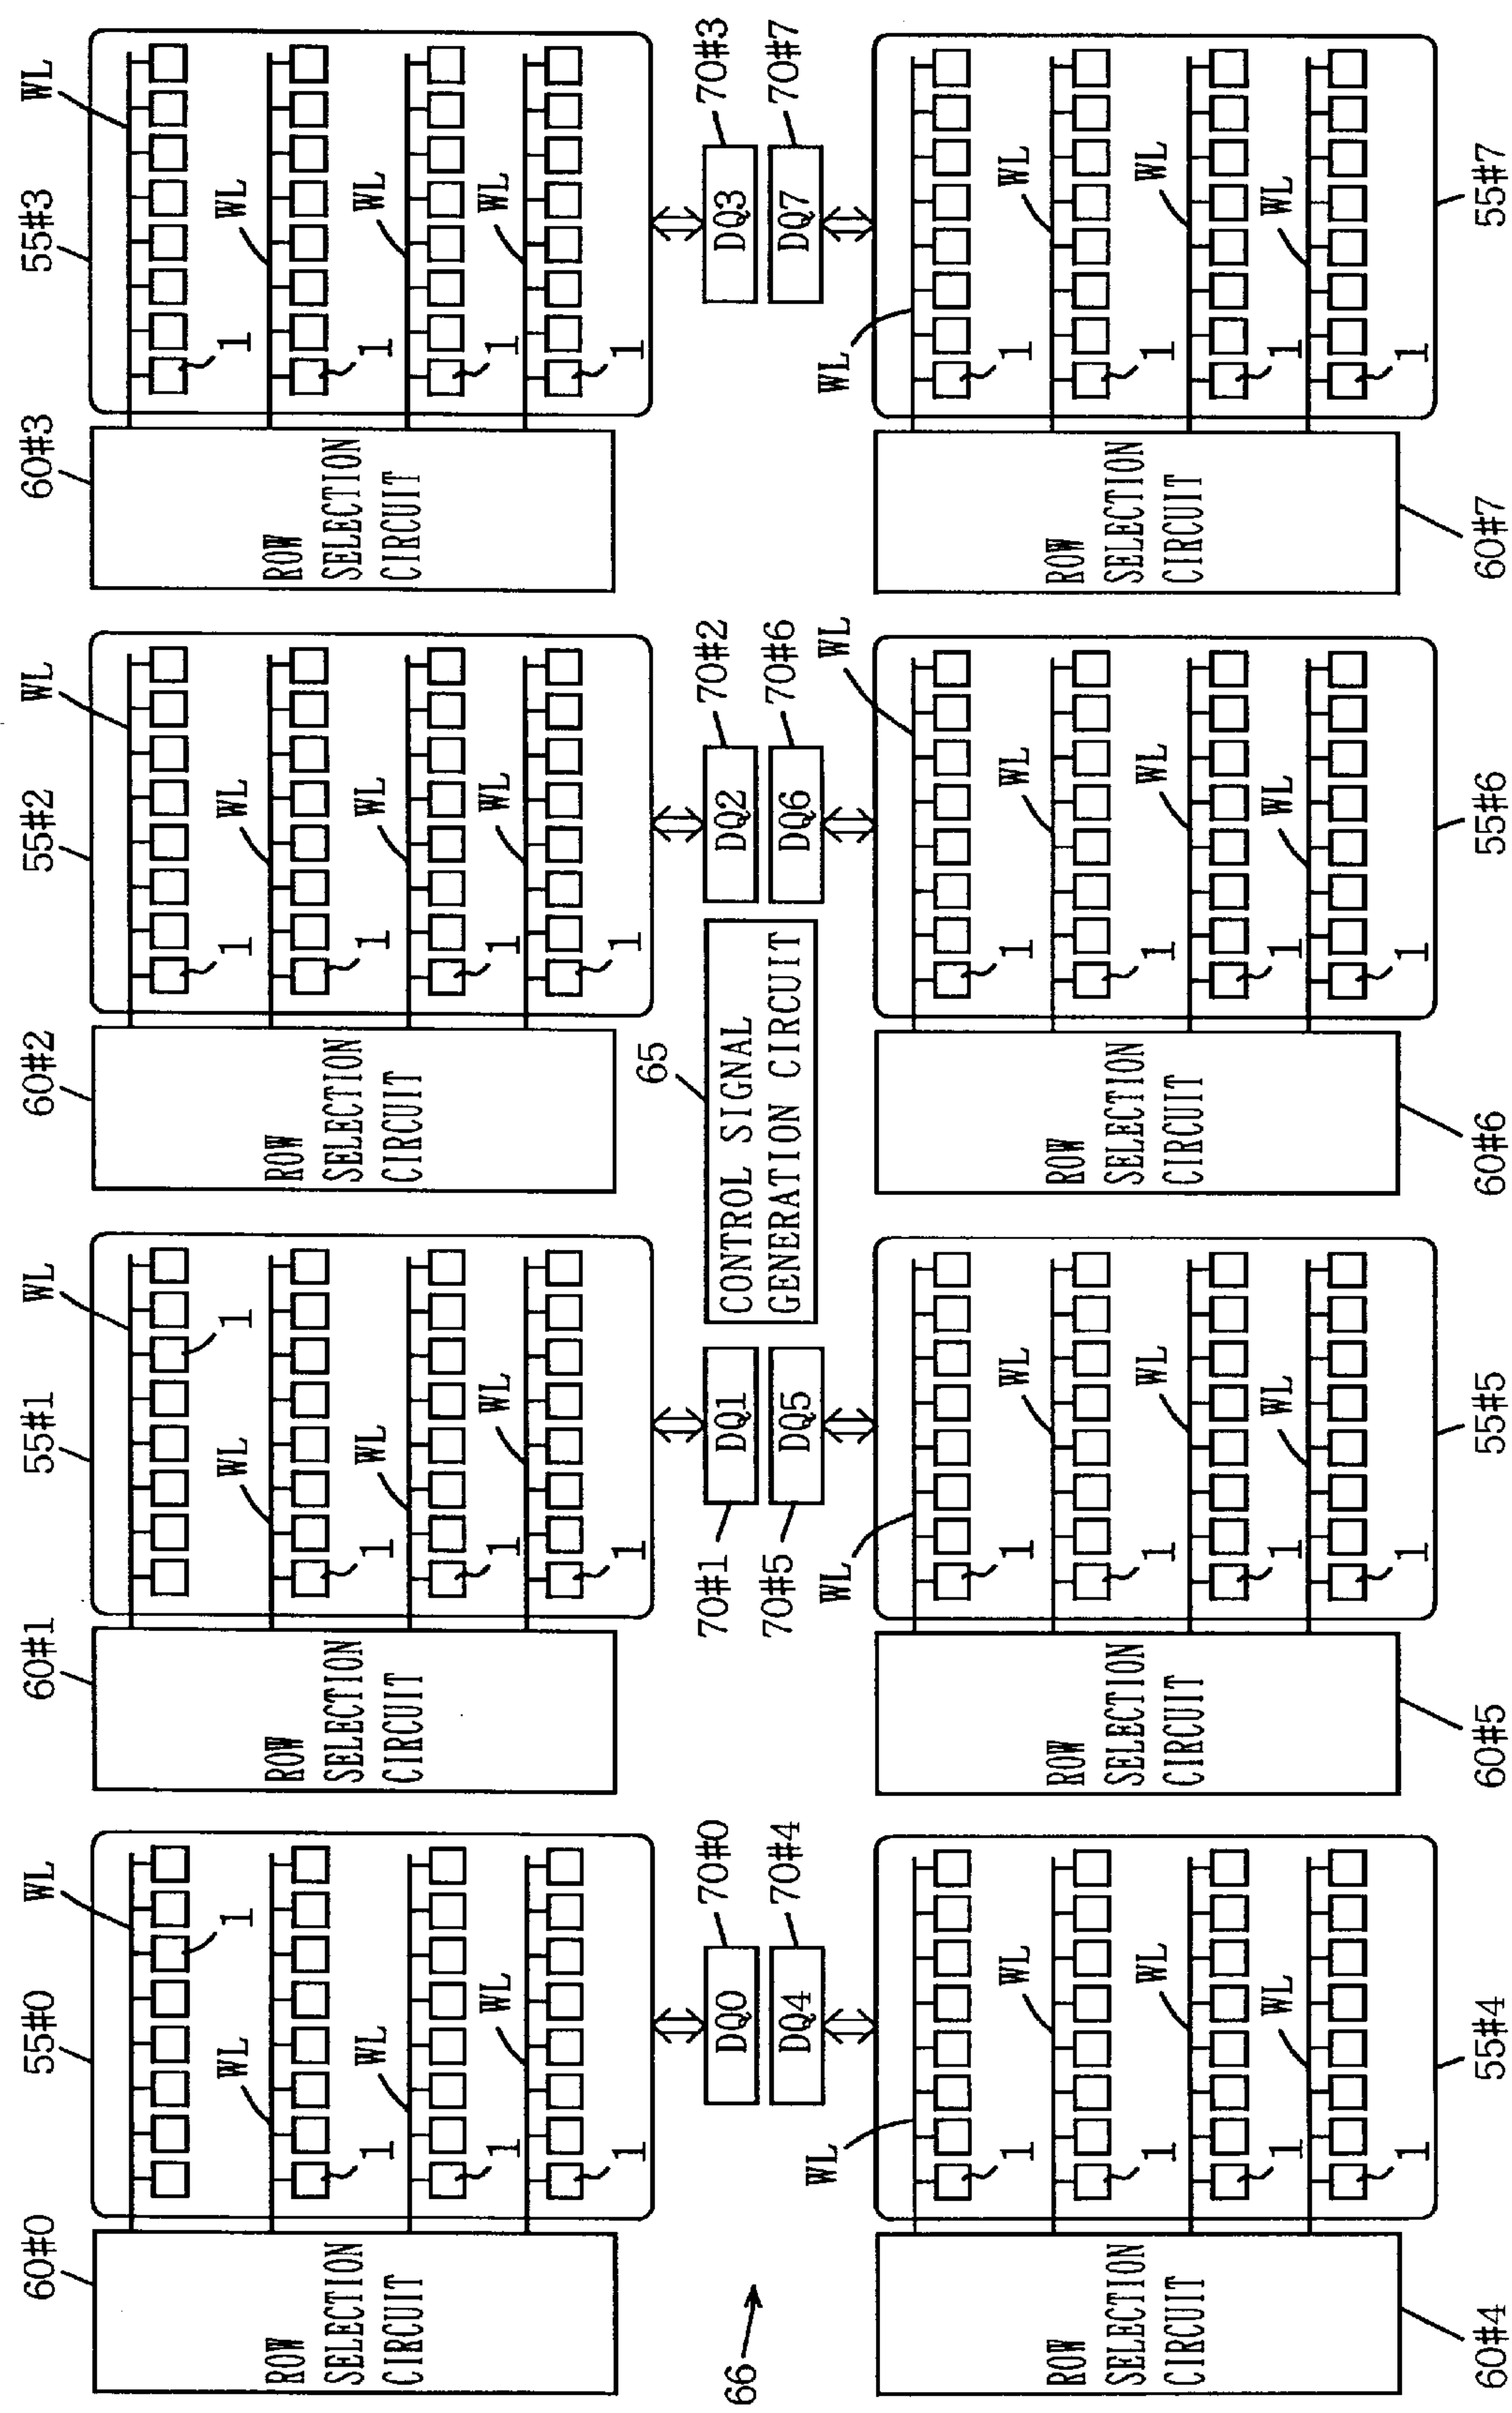 60#0 55#0 WL 60#1 55#1 WL 60#2 55#2 WL 60#3 55#3 WL
1 1 1 1
ROW SELECTION CIRCUIT
WL
1
WL
1
WL
1
ROW SELECTION CIRCUIT
WL
1
WL
1
WL
1
ROW SELECTION CIRCUIT
WL
1
WL
1
WL
1
ROW SELECTION CIRCUIT
WL
1
WL
1
WL
1
66
DQ0 70#0
DQ4 70#4
70#1 DQ1
70#5 DQ5
65
CONTROL SIGNAL
GENERATION CIRCUIT
DQ2 70#2
DQ6 70#6
DQ3 70#3
DQ7 70#7
WL WL WL WL
1 1 1 1
ROW SELECTION CIRCUIT
WL
1
WL
1
WL
1
ROW SELECTION CIRCUIT
WL
1
WL
1
WL
1
ROW SELECTION CIRCUIT
WL
1
WL
1
WL
1
ROW SELECTION CIRCUIT
WL
1
WL
1
WL
1
60#4 55#4 60#5 55#5 60#6 55#6 60#7 55#7